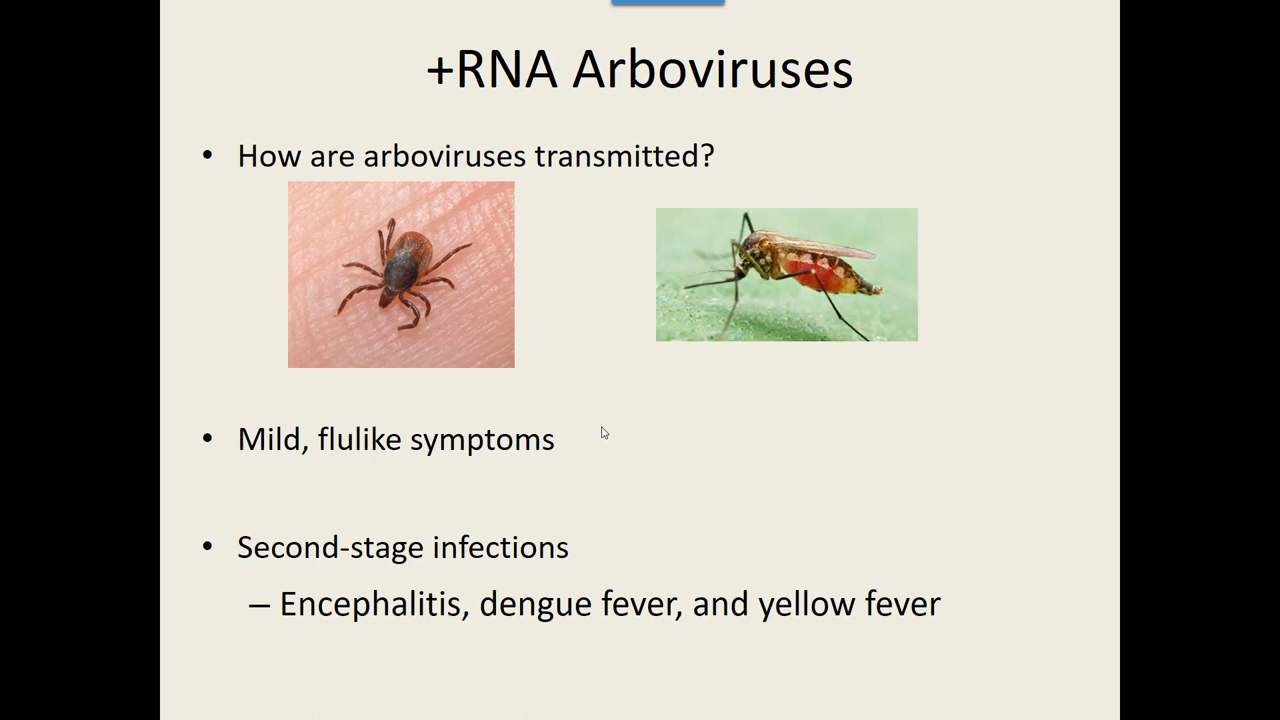 +RNA Arboviruses
• How are arboviruses transmitted?
• Mild, flulike symptoms
• Second-stage infections
– Encephalitis, dengue fever, and yellow fever